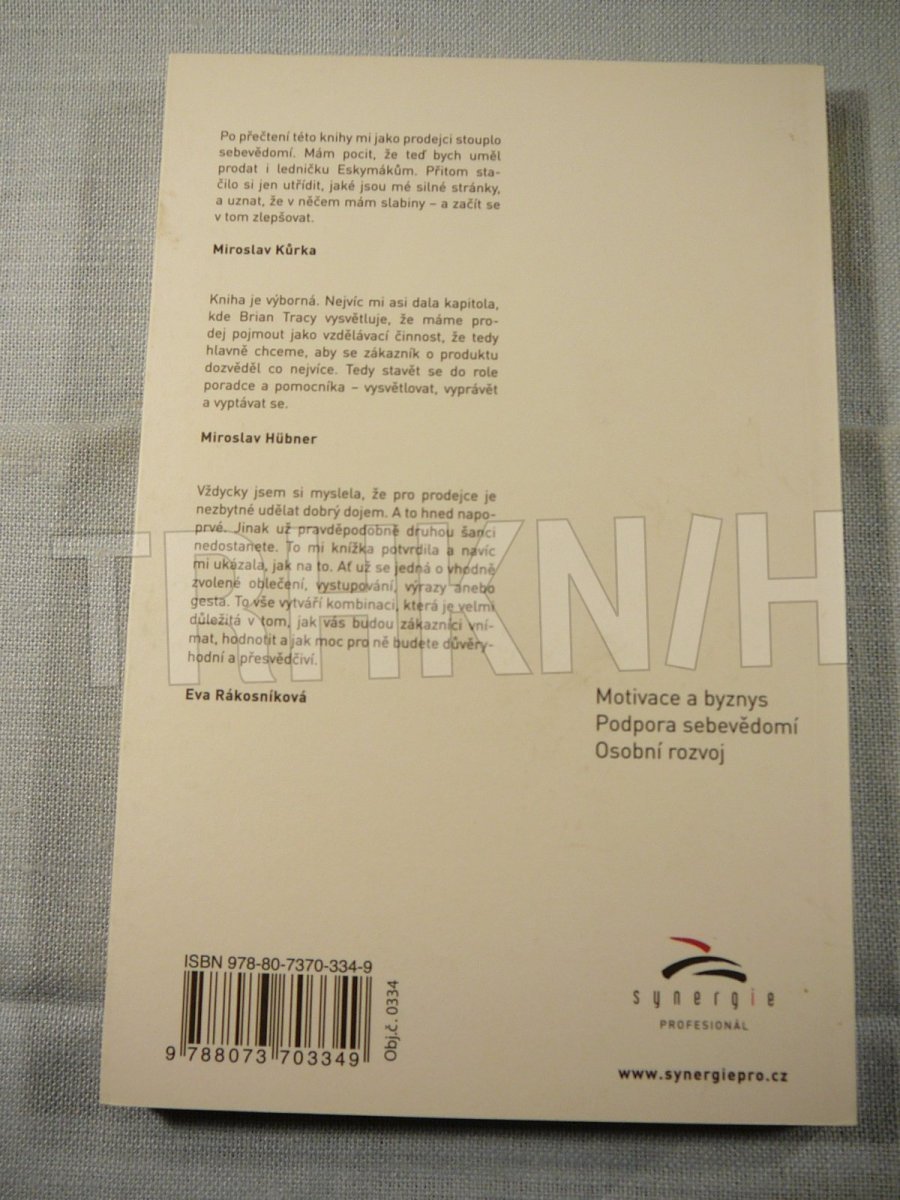 Po přečtení této knihy mi jako prodejci stouplo
sebevědomí. Mám pocit, že teď bych uměl
prodat i ledničku Eskymákům. Přitom sta-
čilo si jen utřídit, jaké jsou mé silné stránky,
a uznat, že v něčem mám slabiny – a začít se
v tom zlepšovat.
Miroslav Kůrka
Kniha je výborná. Nejvíc mi asi dala kapitola,
kde Brian Tracy vysvětluje, že máme pro-
dej pojmout jako vzdělávací činnost, že tedy
hlavně chceme, aby se zákazník o produktu
dozvěděl co nejvíce. Tedy stavět se do role
poradce a pomocníka – vysvětlovat, vyprávět
a vyptávat se.
Miroslav Hübner
Vždycky jsem si myslela, že pro prodejce je
nezbytné udělat dobrý dojem. A to hned napo-
prvé. Jinak už pravděpodobně druhou šanci
nedostanete. To mi knížka potvrdila a navíc
mi ukázala, jak na to. Ať už se jedná o vhodně
zvolené oblečení, vystupování, výrazy anebo
gesta. To vše vytváří kombinaci, která je velmi
důležitá v tom, jak vás budou zákazníci vní-
mat, hodnotit a jak moc pro ně budete důvěry-
hodní a přesvědčiví.
Eva Rákosníková
TRHKNIH
Motivace a byznys
Podpora sebevědomí
Osobní rozvoj
ISBN 978-80-7370-334-9
9 788073 703349
Obj.č. 0334
synergie
PROFESIONÁL
www.synergiepro.cz